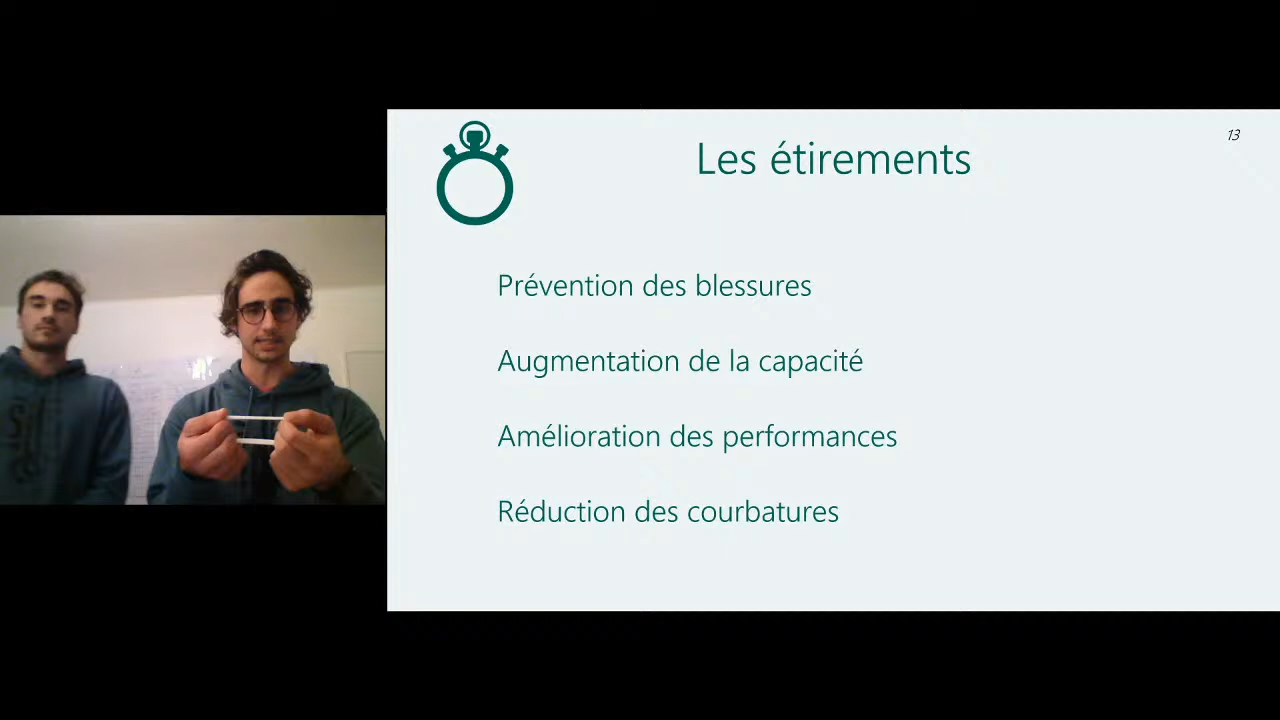 13
Les étirements
Prévention des blessures
Augmentation de la capacité
Amélioration des performances
Réduction des courbatures